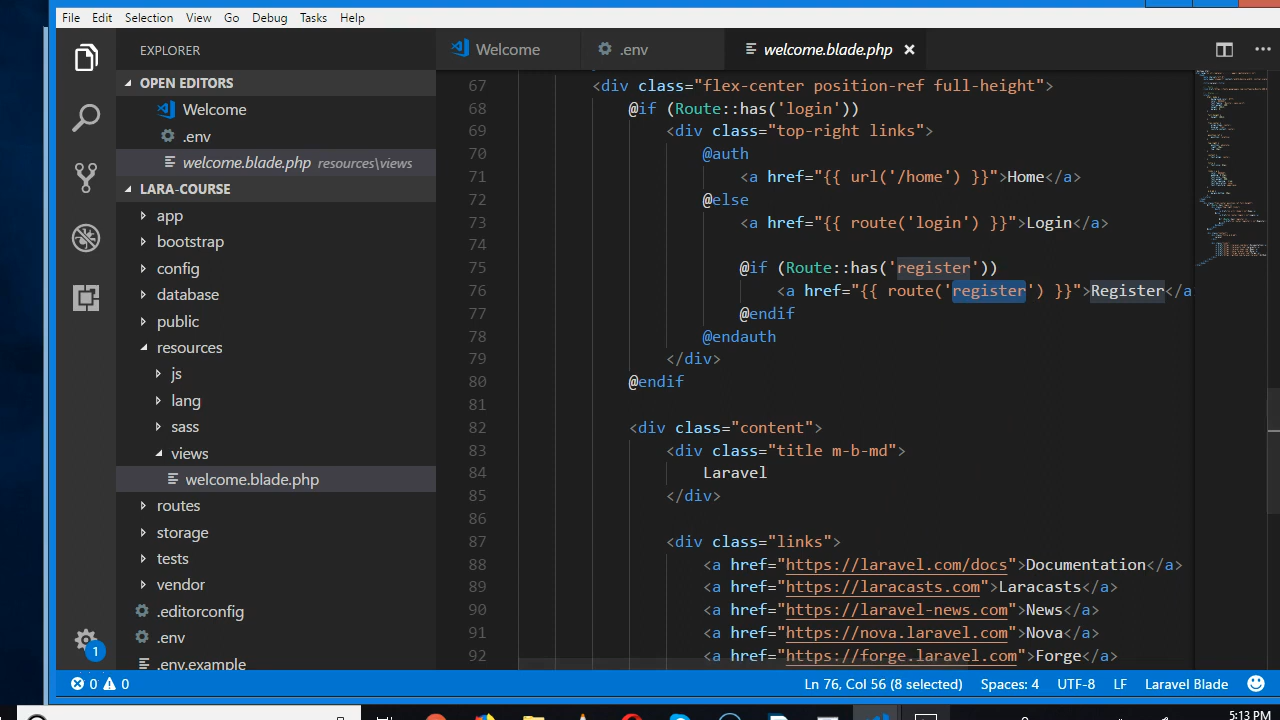 File Edit Selection View Go Debug Tasks Help
EXPLORER
OPEN EDITORS
Welcome
.env
welcome.blade.php resources\views
LARA-COURSE
app
bootstrap
config
database
public
resources
js
lang
sass
views
welcome.blade.php
routes
storage
tests
vendor
.editorconfig
.env
.env.example
1
Welcome .env welcome.blade.php
67 <div class="flex-center position-ref full-height">
68 @if (Route::has('login'))
69 <div class="top-right links">
70 @auth
71 <a href="{{ url('/home') }}">Home</a>
72 @else
73 <a href="{{ route('login') }}">Login</a>
74
75 @if (Route::has('register'))
76 <a href="{{ route('register') }}">Register</a
77 @endif
78 @endauth
79 </div>
80 @endif
81
82 <div class="content">
83 <div class="title m-b-md">
84 Laravel
85 </div>
86
87 <div class="links">
88 <a href="https://laravel.com/docs">Documentation</a>
89 <a href="https://laracasts.com">Laracasts</a>
90 <a href="https://laravel-news.com">News</a>
91 <a href="https://nova.laravel.com">Nova</a>
92 <a href="https://forge.laravel.com">Forge</a>
0 0 Ln 76, Col 56 (8 selected) Spaces: 4 UTF-8 LF Laravel Blade
5:13 PM